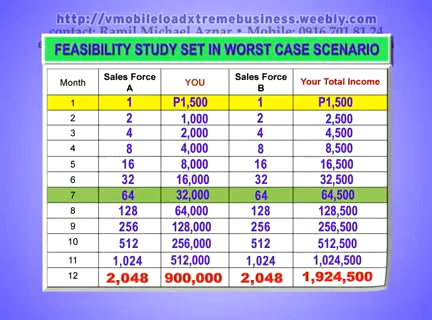 http://vmobileloadxtremebusiness.weebly.com
contact: Ramil Michael Aznar • Mobile: 0916 701 81 24
FEASIBILITY STUDY SET IN WORST CASE SCENARIO
Month Sales Force A YOU Sales Force B Your Total Income
1 1 P1,500 1 P1,500
2 2 1,000 2 2,500
3 4 2,000 4 4,500
4 8 4,000 8 8,500
5 16 8,000 16 16,500
6 32 16,000 32 32,500
7 64 32,000 64 64,500
8 128 64,000 128 128,500
9 256 128,000 256 256,500
10 512 256,000 512 512,500
11 1,024 512,000 1,024 1,024,500
12 2,048 900,000 2,048 1,924,500